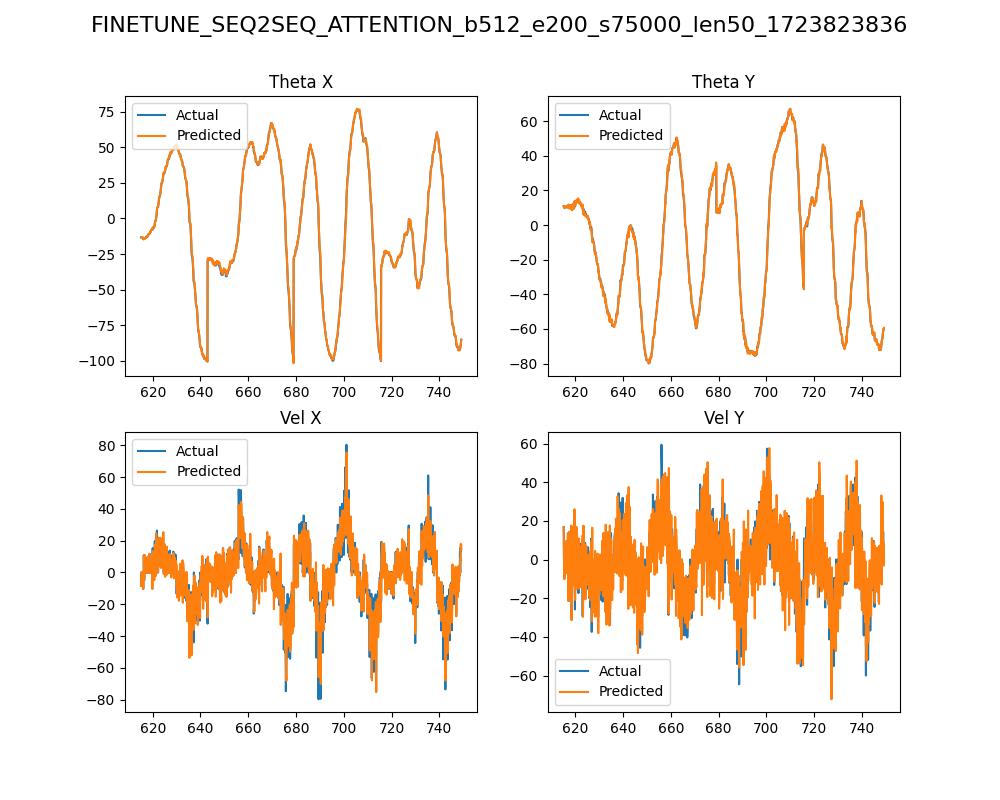 FINETUNE_SEQ2SEQ_ATTENTION_b512_e200_s75000_len50_1723823836
Theta X
Actual
Predicted
75
50
25
0
−25
−50
−75
−100
620 640 660 680 700 720 740
Theta Y
Actual
Predicted
60
40
20
0
−20
−40
−60
−80
620 640 660 680 700 720 740
Vel X
Actual
Predicted
80
60
40
20
0
−20
−40
−60
−80
620 640 660 680 700 720 740
Vel Y
60
40
20
0
−20
−40
−60
Actual
Predicted
620 640 660 680 700 720 740